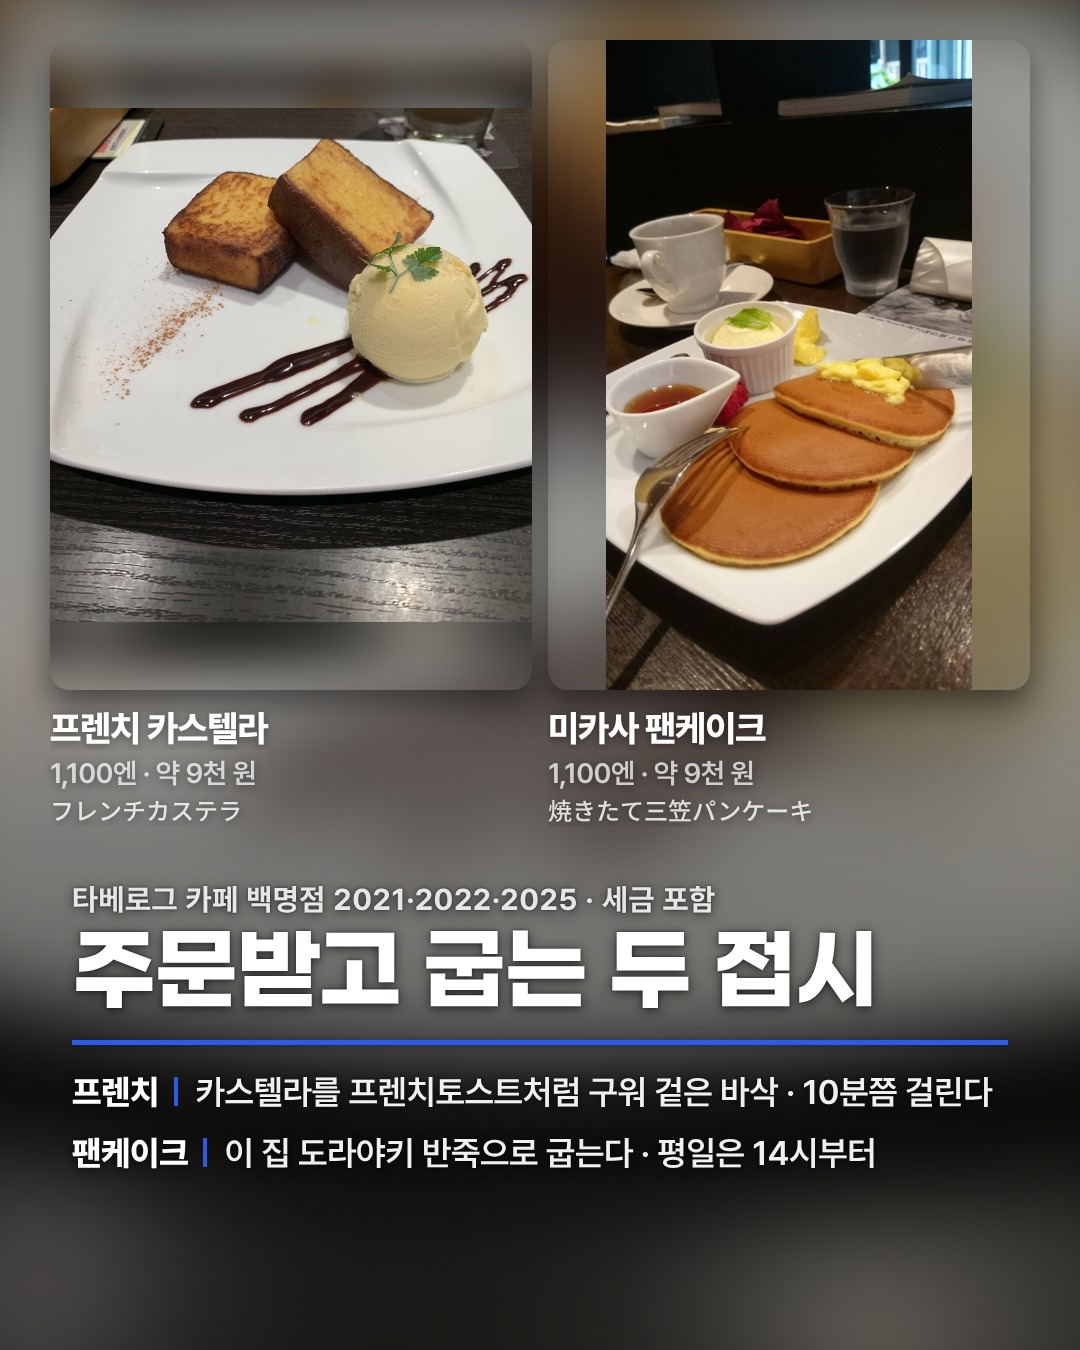 프렌치 카스텔라
1,100엔 · 약 9천 원
フレンチカステラ
미카사 팬케이크
1,100엔 · 약 9천 원
焼きたて三笠パンケーキ
타베로그 카페 백명점 2021·2022·2025 · 세금 포함
주문받고 굽는 두 접시
프렌치 | 카스텔라를 프렌치토스트처럼 구워 겉은 바삭 · 10분쯤 걸린다
팬케이크 | 이 집 도라야키 반죽으로 굽는다 · 평일은 14시부터